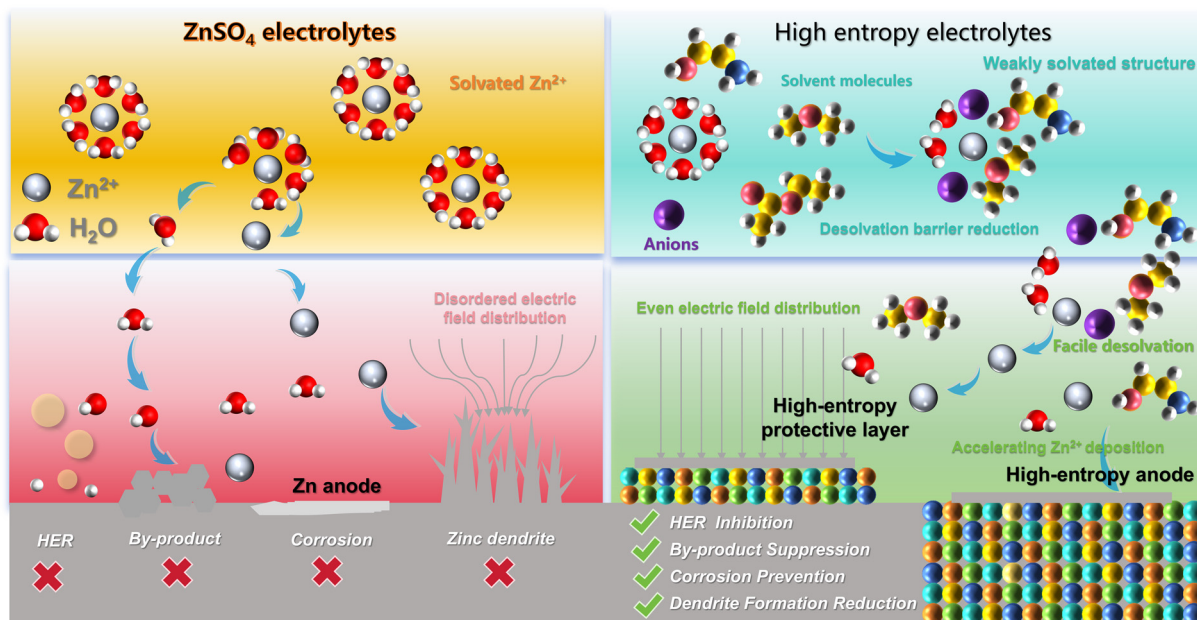 ZnSO₄ electrolytes
Solvated Zn²⁺
Zn²⁺
H₂O
Disordered electric
field distribution
Zn anode
HER
By-product
Corrosion
Zinc dendrite
High entropy electrolytes
Solvent molecules
Weakly solvated structure
Anions
Desolvation barrier reduction
Even electric field distribution
Facile desolvation
High-entropy
protective layer
Accelerating Zn²⁺ deposition
High-entropy anode
HER Inhibition
By-product Suppression
Corrosion Prevention
Dendrite Formation Reduction